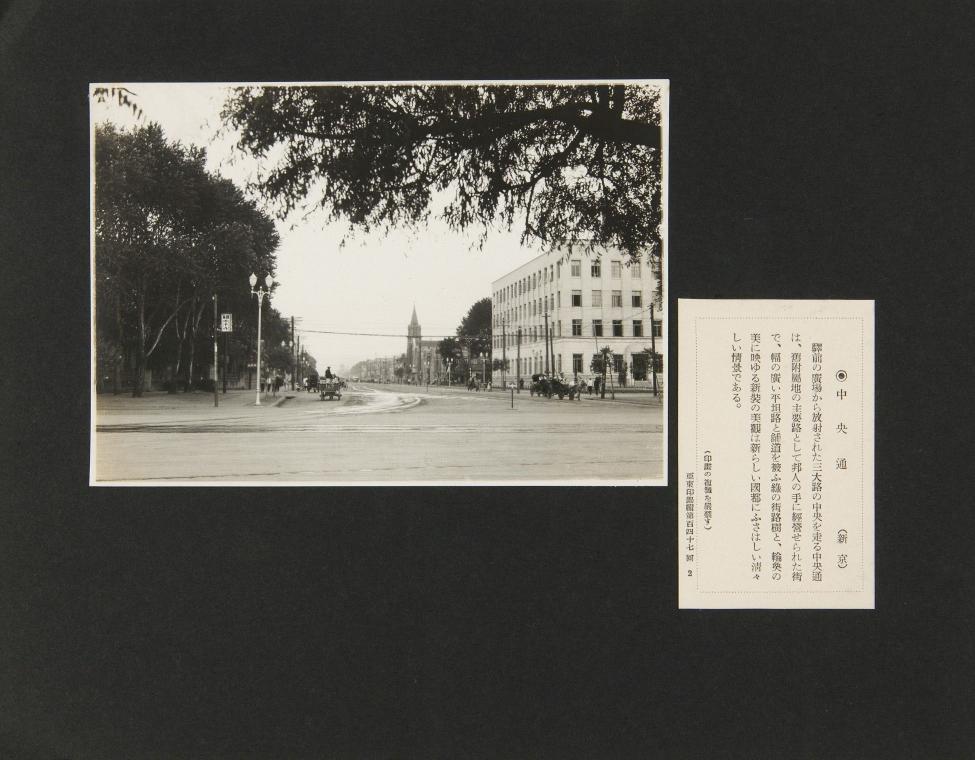 ◉中央通 (新京)
驛前の廣場から放射された三大路の中央を走る中央通
は、舊附屬地の主要路として邦人の手に經營せられた街
で、幅の廣い平坦路と舖道を被ふ綠の街路樹と、輪奐の
美に映ゆる新裝の美觀は新らしい國都にふさはしい淸々
しい情景である。
(印畫の複製を嚴禁す)
亞東印畫輯第百四十七回 2